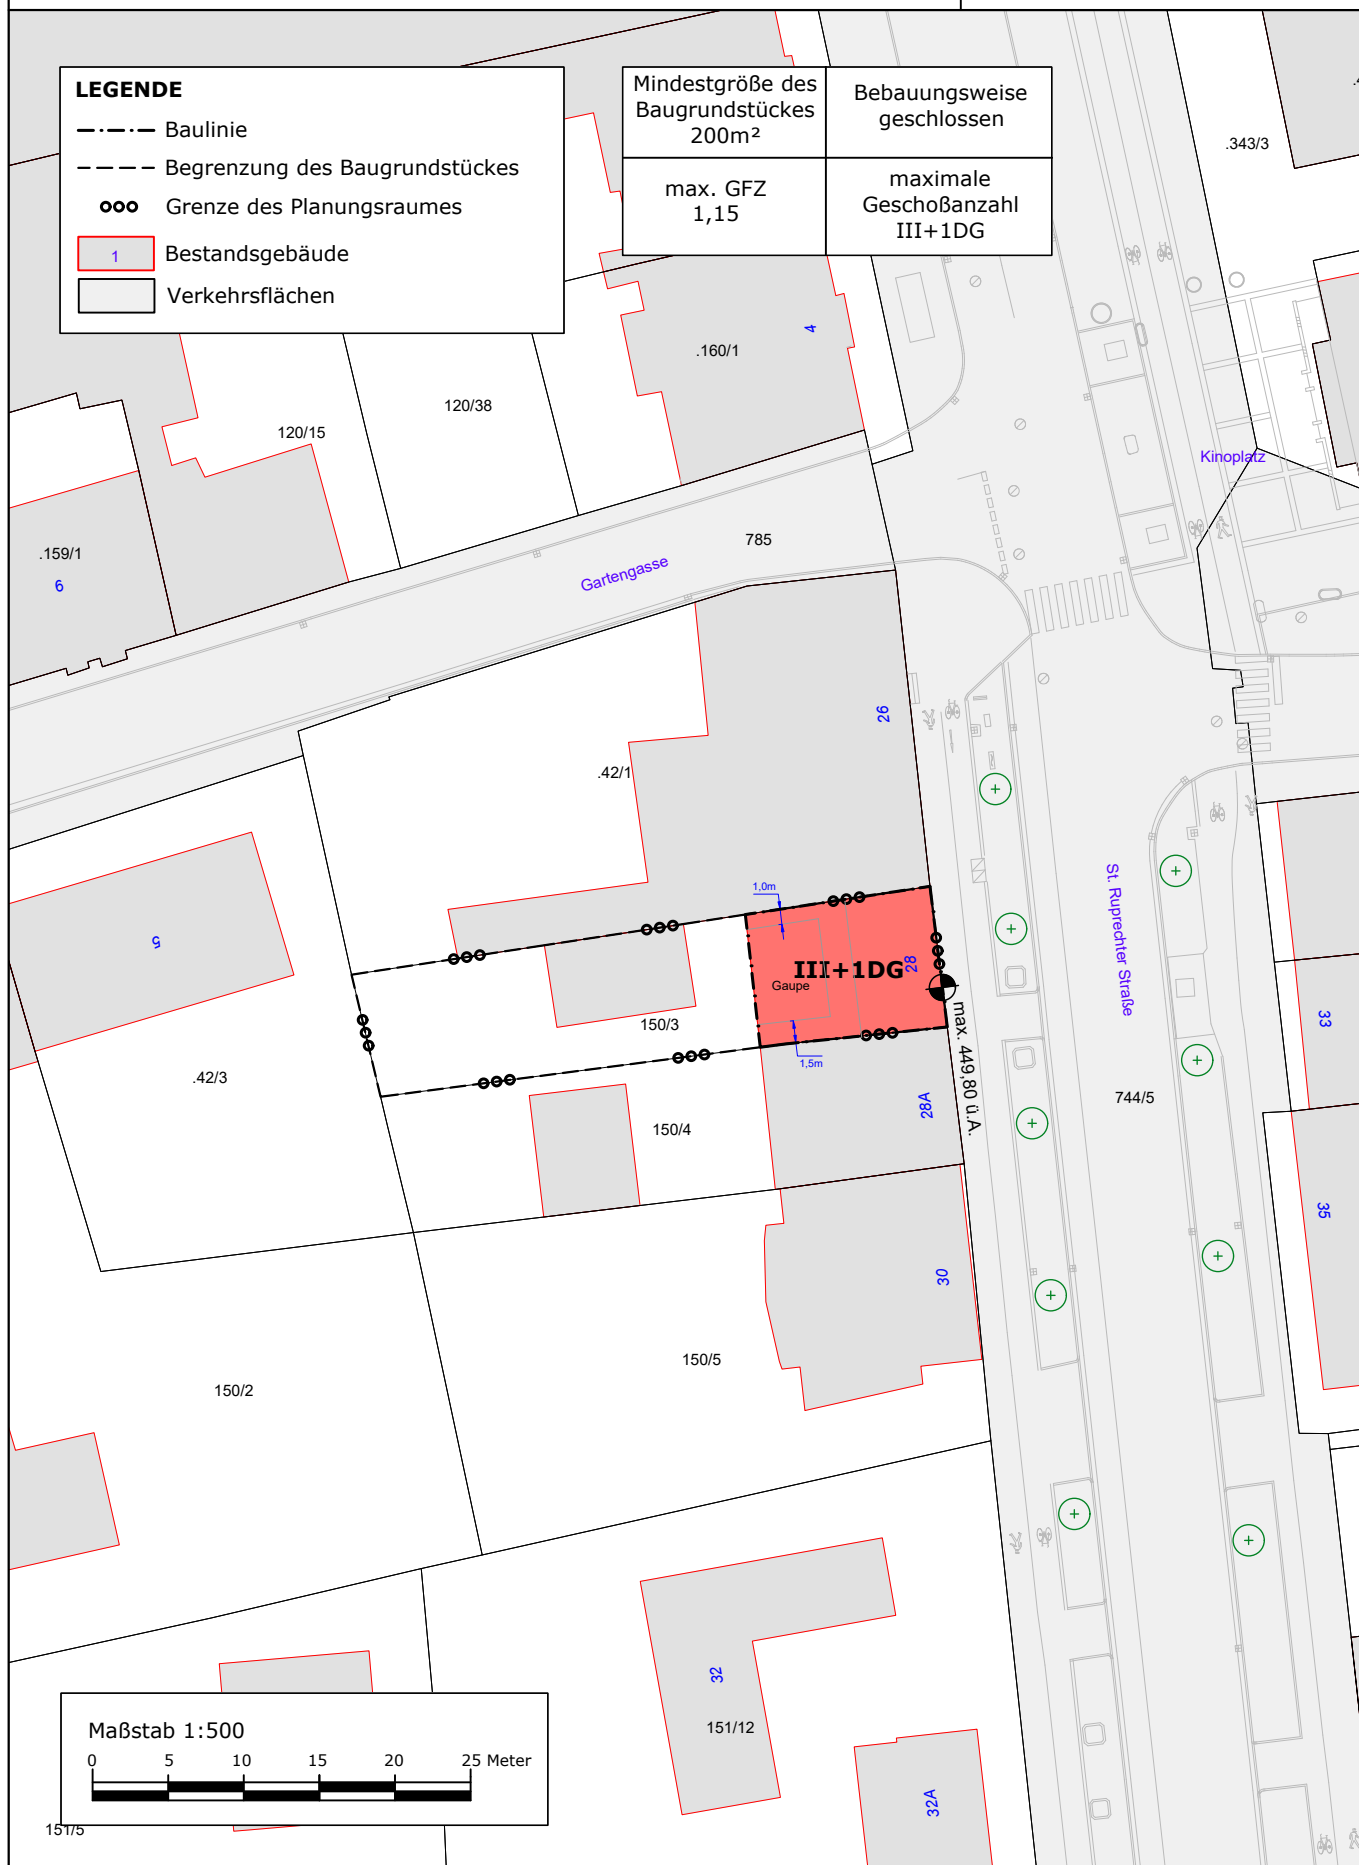 LEGENDE
Baulinie
Begrenzung des Baugrundstückes
Grenze des Planungsraumes
1
Bestandsgebäude
Verkehrsflächen
Mindestgröße des
Baugrundstückes
200m²
Bebauungsweise
geschlossen
max. GFZ
1,15
maximale
Geschoßanzahl
III+1DG
.343/3
4
.160/1
120/38
120/15
Kinoplatz
.159/1
6
785
Gartengasse
26
.42/1
St. Ruprechter Straße
1,0m
5
III+1DG
28
Gaupe
33
150/3
1,5m
max. 449,80 ü.A.
.42/3
744/5
28A
150/4
35
30
150/5
150/2
32
151/12
32A
Maßstab 1:500
0 5 10 15 20 25 Meter
151/5